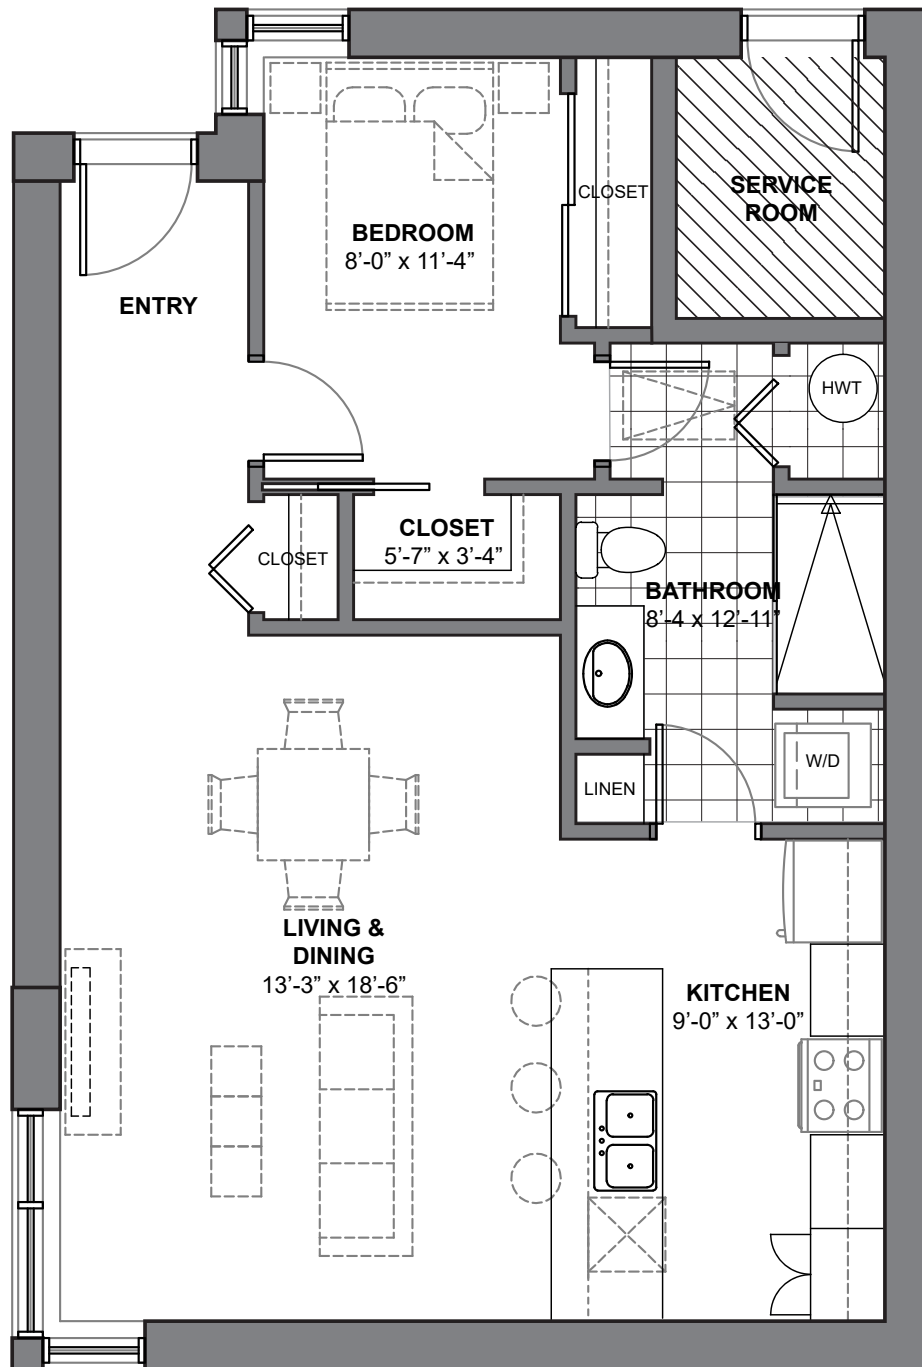 SERVICE
ROOM
CLOSET
BEDROOM
8’-0” x 11’-4”
ENTRY
HWT
CLOSET
5’-7” x 3’-4”
CLOSET
BATHROOM
8’-4 x 12’-11”
W/D
LINEN
LIVING &
DINING
13’-3” x 18’-6”
KITCHEN
9’-0” x 13’-0”